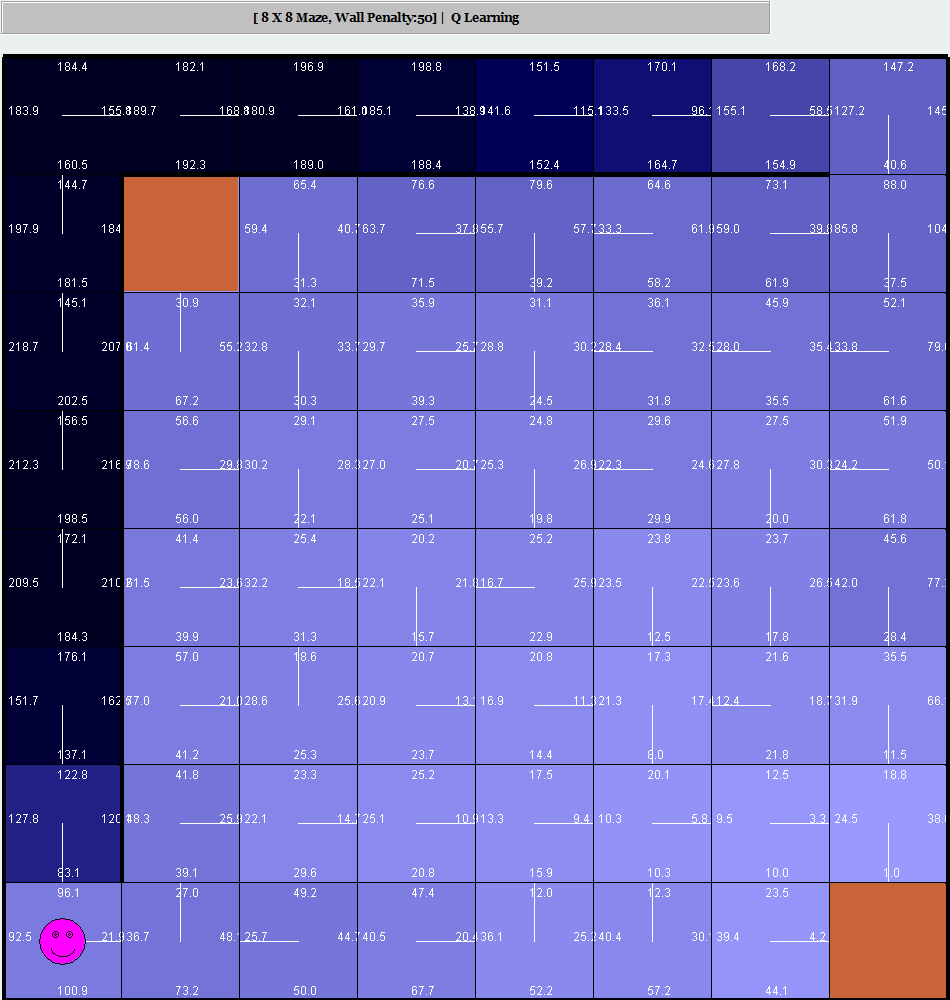 [ 8 X 8 Maze, Wall Penalty:50] | Q Learning
184.4 182.1 196.9 198.8 151.5 170.1 168.2 147.2
183.9 155.8 189.7 168.8 180.9 161.0 185.1 138.9 141.6 115.1 133.5 96. 155.1 58.5 127.2 145
160.5 192.3 189.0 188.4 152.4 164.7 154.9 40.6
144.7 65.4 76.6 79.6 64.6 73.1 88.0
197.9 184 59.4 40.7 63.7 37.8 55.7 57.7 33.3 61.9 59.0 39.8 85.8 104
181.5 31.3 71.5 39.2 58.2 61.9 37.5
145.1 30.9 32.1 35.9 31.1 36.1 45.9 52.1
218.7 207 61.4 55.2 32.8 33.7 29.7 25.7 28.8 30.2 28.4 32.5 28.0 35.4 33.8 79.
202.5 67.2 30.3 39.3 24.5 31.8 35.5 61.6
156.5 56.6 29.1 27.5 24.8 29.6 27.5 51.9
212.3 216 78.6 29.8 30.2 28.3 27.0 20.7 25.3 26.9 22.3 24.6 27.8 30.3 24.2 50.
198.5 56.0 22.1 25.1 19.8 29.9 20.0 61.8
172.1 41.4 25.4 20.2 25.2 23.8 23.7 45.6
209.5 210 61.5 23.6 32.2 18.5 22.1 21.8 16.7 25.9 23.5 22.5 23.6 26.5 42.0 77.
184.3 39.9 31.3 15.7 22.9 12.5 17.8 28.4
176.1 57.0 18.6 20.7 20.8 17.3 21.6 35.5
151.7 162 67.0 21.0 28.6 25.6 20.9 13. 16.9 11.3 21.3 17.4 12.4 18.7 31.9 66.
137.1 41.2 25.3 23.7 14.4 8.0 21.8 11.5
122.8 41.8 23.3 25.2 17.5 20.1 12.5 18.8
127.8 120 48.3 25.9 22.1 14.7 25.1 10.9 13.3 9.4 10.3 5.8 9.5 3.3 24.5 38.
83.1 39.1 29.6 20.8 15.9 10.3 10.0 1.0
96.1 27.0 49.2 47.4 12.0 12.3 23.5
92.5 21.9 36.7 48. 25.7 44.7 40.5 20.4 36.1 25.2 40.4 30. 39.4 4.2
100.9 73.2 50.0 67.7 52.2 57.2 44.1